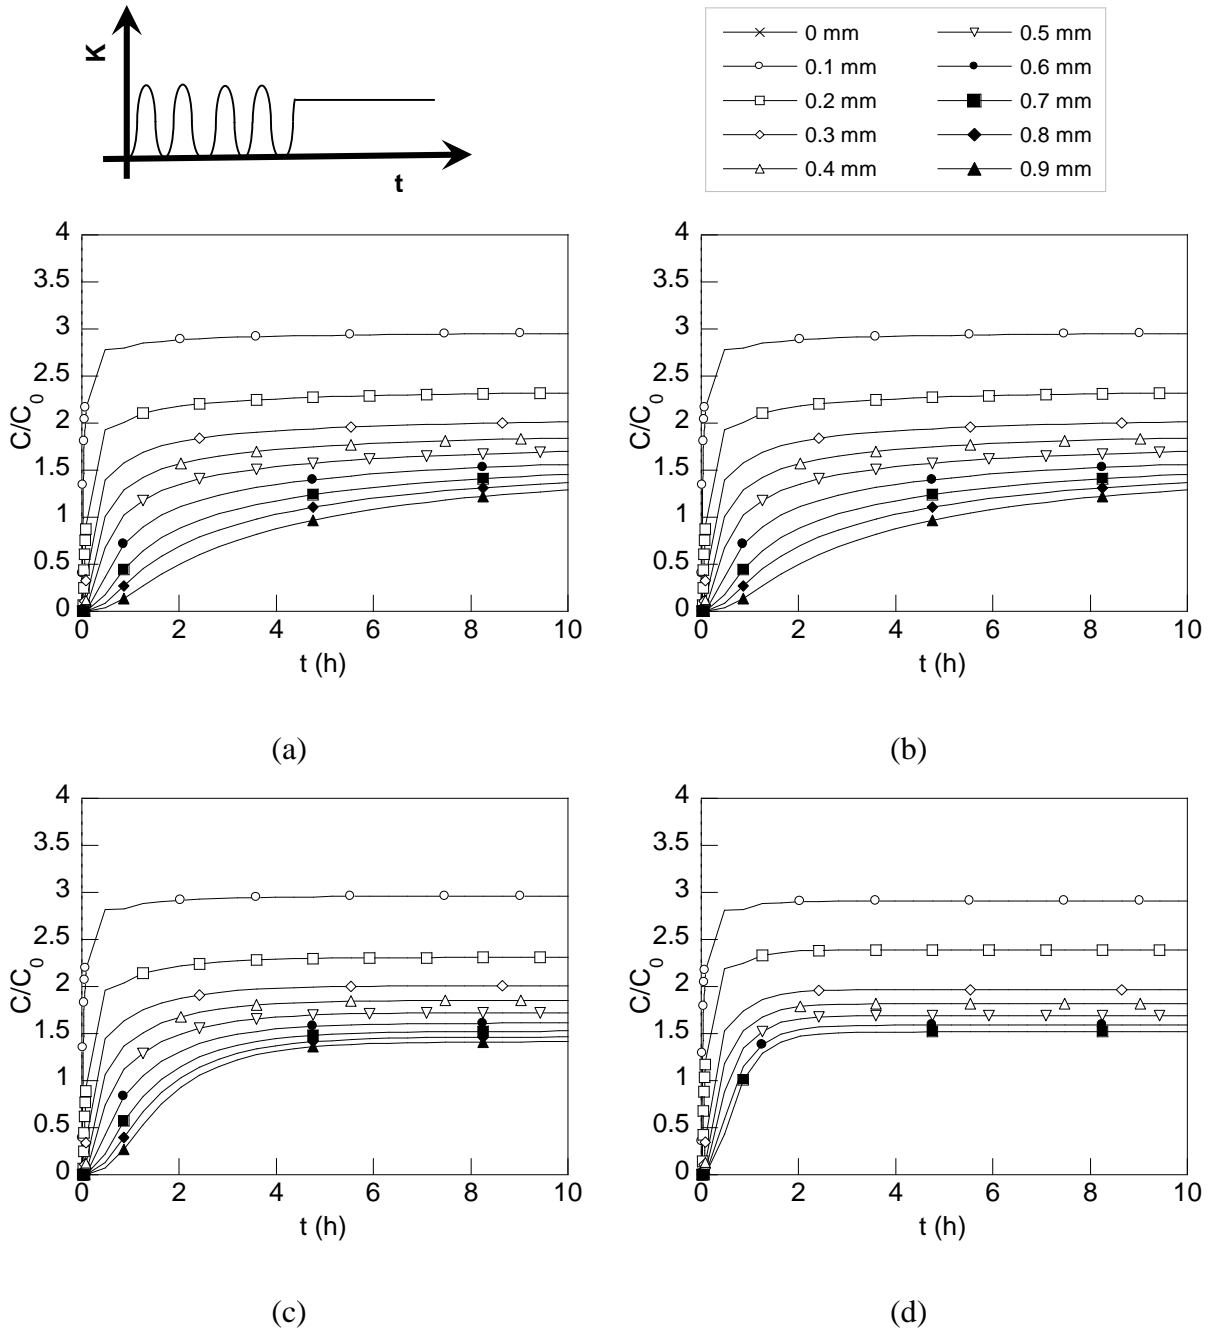 K
t
0 mm
0.1 mm
0.2 mm
0.3 mm
0.4 mm
0.5 mm
0.6 mm
0.7 mm
0.8 mm
0.9 mm
4
3.5
3
2.5
2
1.5
1
0.5
0
C/C0
0 2 4 6 8 10
t (h)
(a)
4
3.5
3
2.5
2
1.5
1
0.5
0
C/C0
0 2 4 6 8 10
t (h)
(b)
4
3.5
3
2.5
2
1.5
1
0.5
0
C/C0
0 2 4 6 8 10
t (h)
(c)
4
3.5
3
2.5
2
1.5
1
0.5
0
C/C0
0 2 4 6 8 10
t (h)
(d)